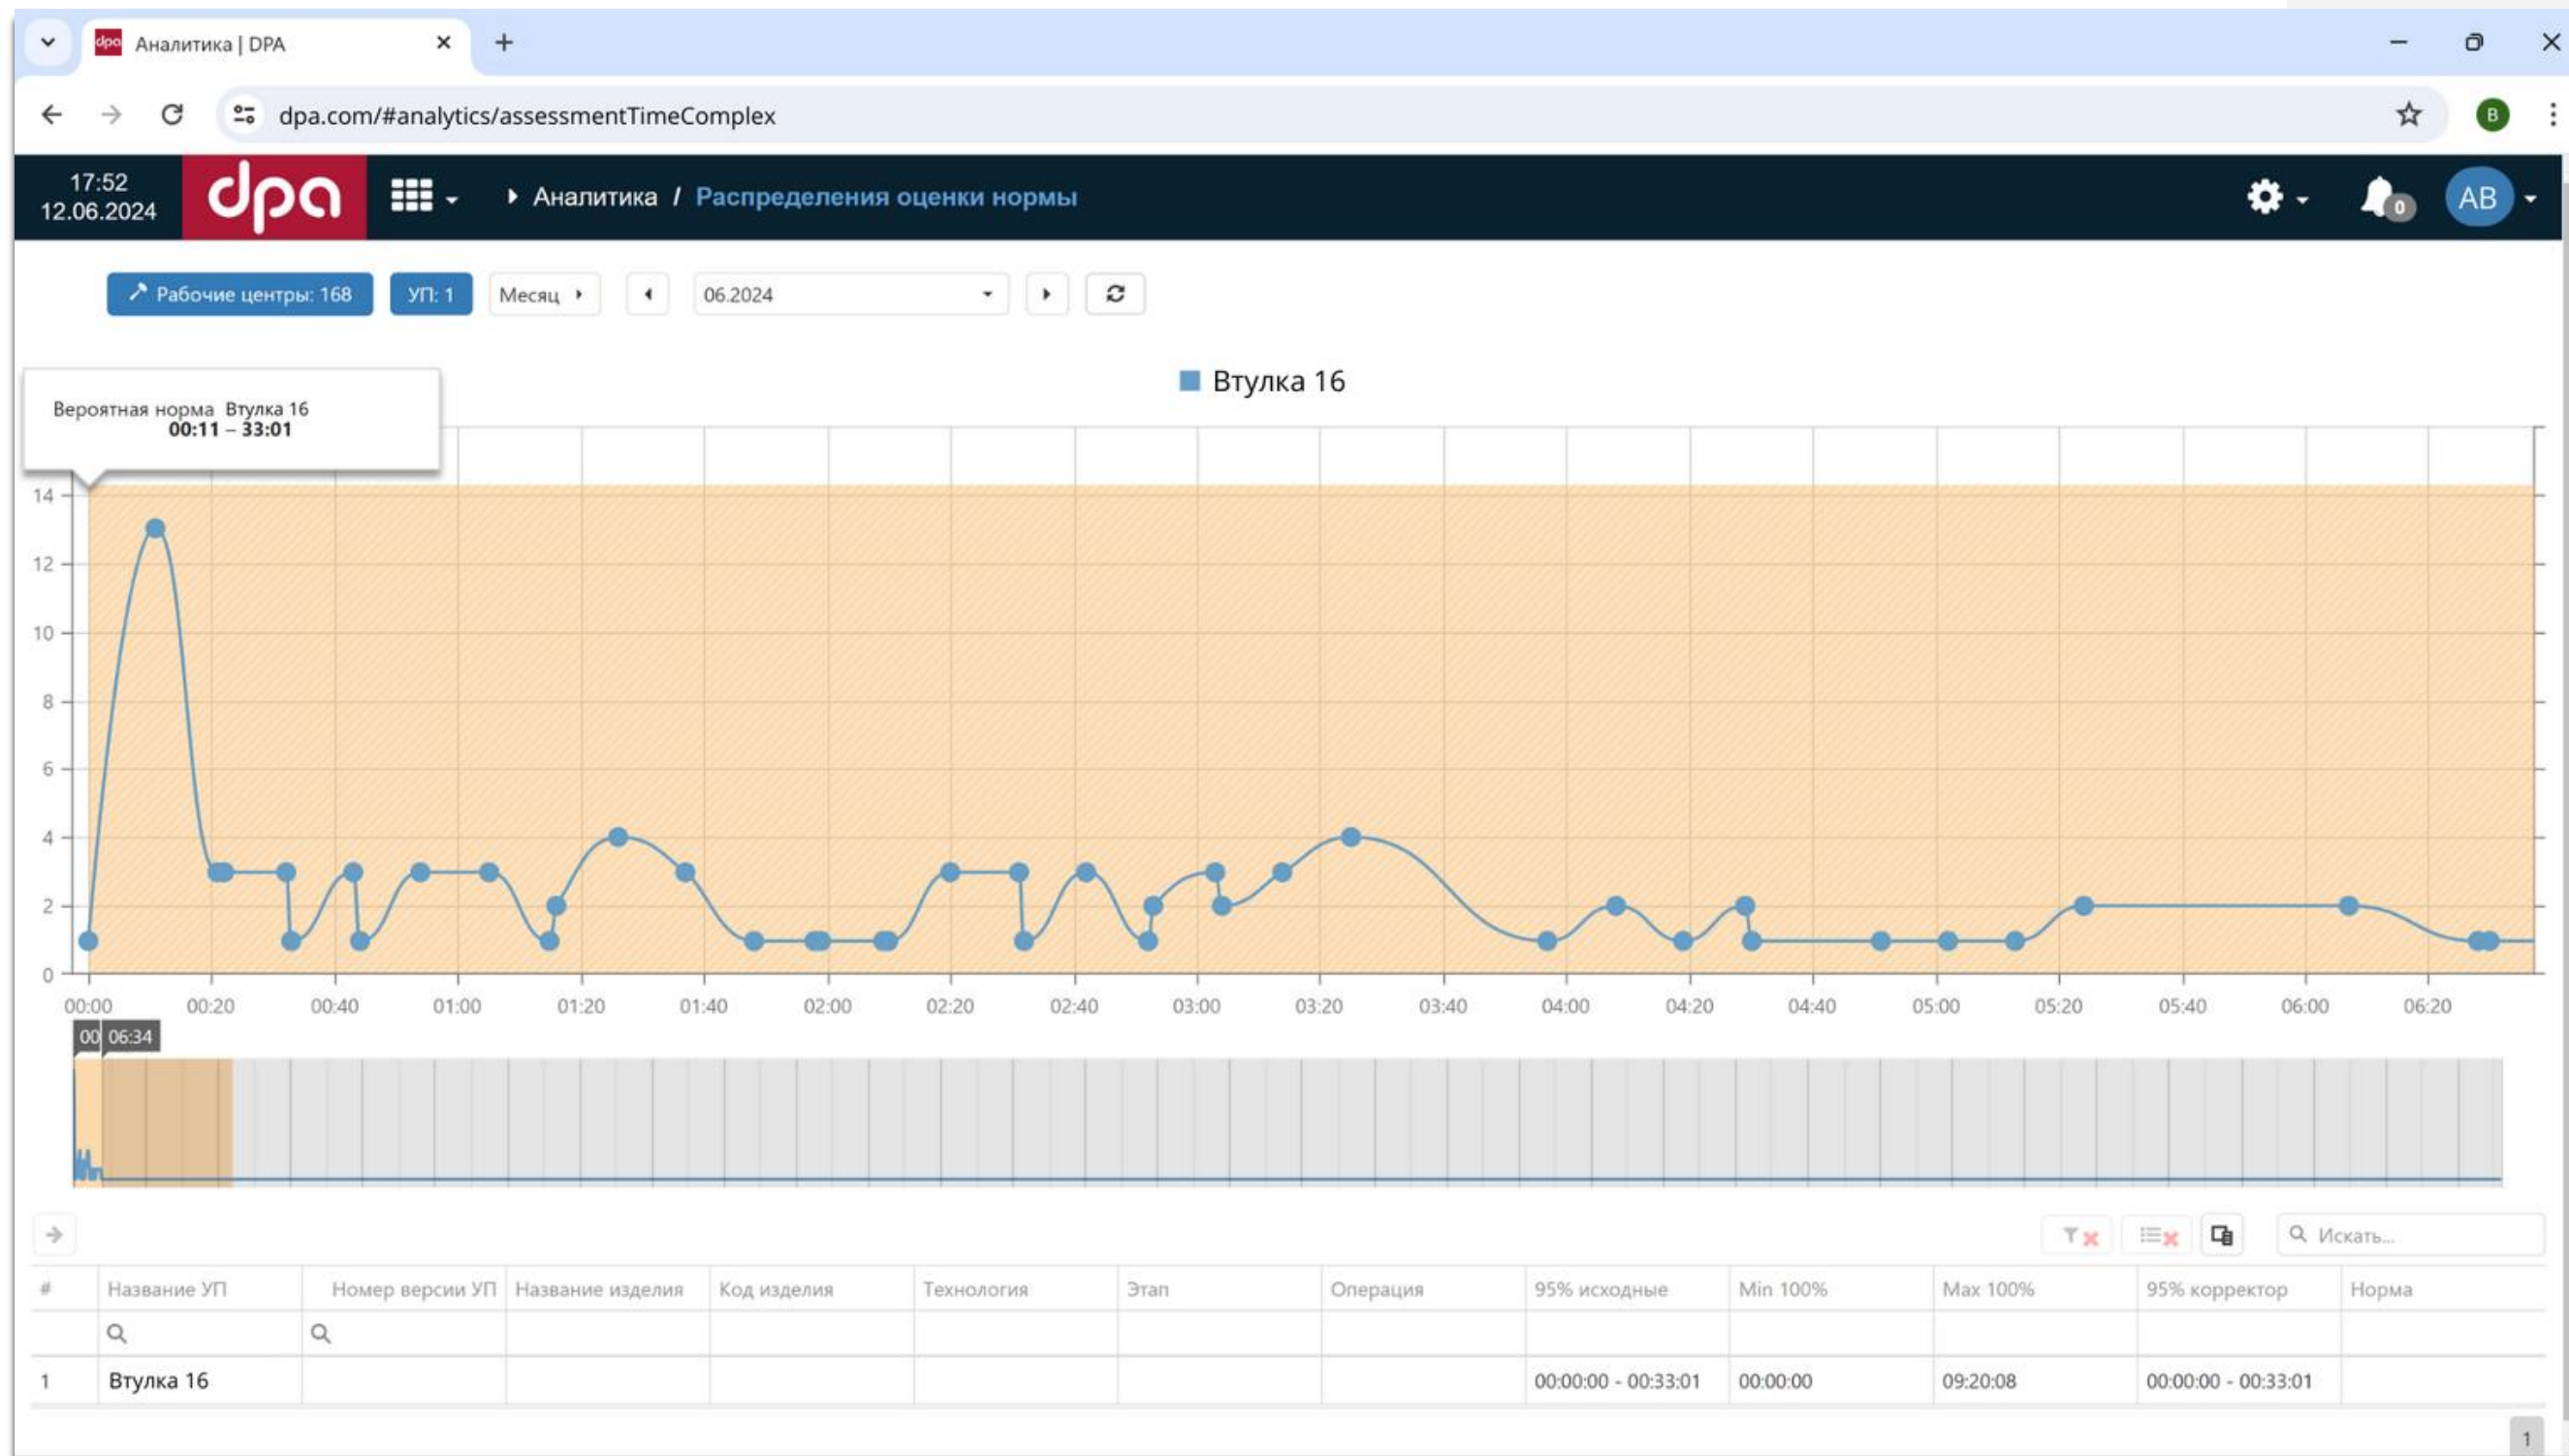 Аналитика | DPA
dpa.com/#analytics/assessmentTimeComplex
B
17:52
12.06.2024
dpa
Аналитика / Распределения оценки нормы
0
АВ
Рабочие центры: 168
УП: 1
Месяц
06.2024
Втулка 16
Вероятная норма Втулка 16
00:11 – 33:01
14
12
10
8
6
4
2
0
00:00 00:20 00:40 01:00 01:20 01:40 02:00 02:20 02:40 03:00 03:20 03:40 04:00 04:20 04:40 05:00 05:20 05:40 06:00 06:20
00 06:34
Искать...
# Название УП Номер версии УП Название изделия Код изделия Технология Этап Операция 95% исходные Min 100% Max 100% 95% корректор Норма
1 Втулка 16 00:00:00 - 00:33:01 00:00:00 09:20:08 00:00:00 - 00:33:01
1